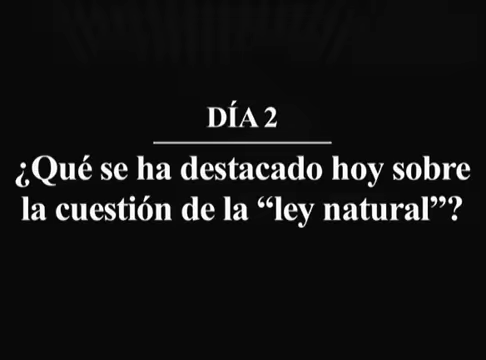 DÍA 2
¿Qué se ha destacado hoy sobre
la cuestión de la “ley natural”?